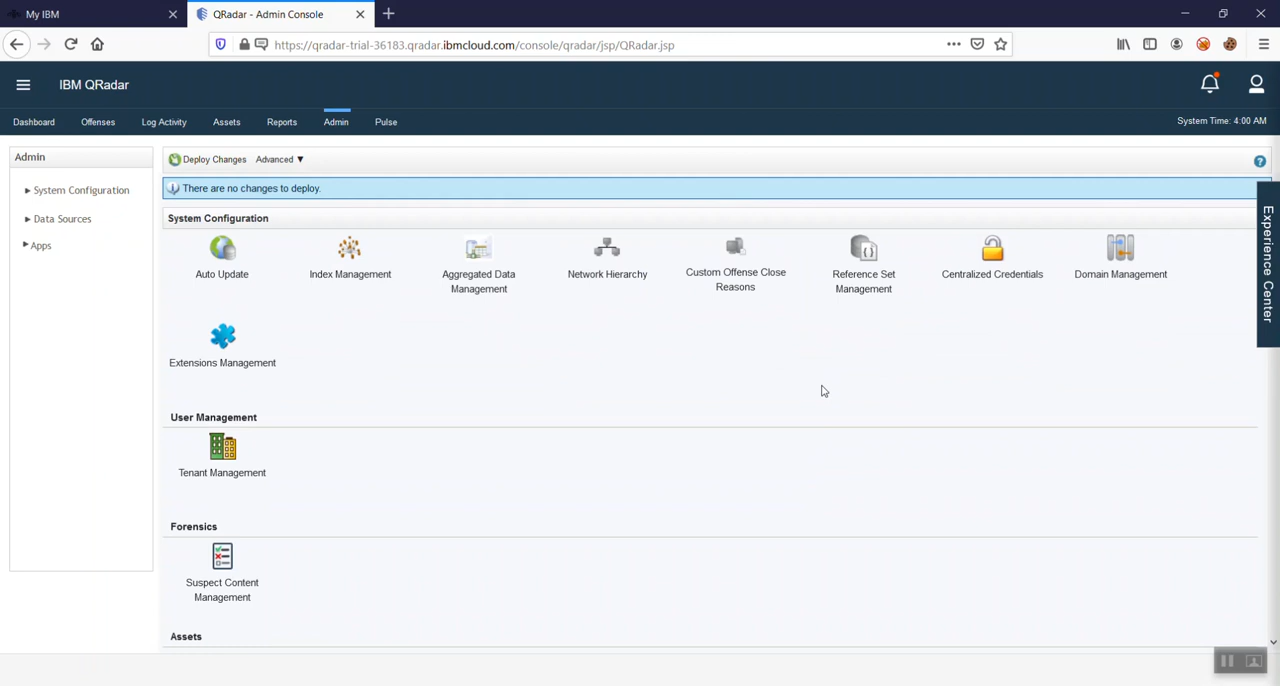 My IBM
QRadar - Admin Console
https://qradar-trial-36183.qradar.ibmcloud.com/console/qradar/jsp/QRadar.jsp
IBM QRadar
Dashboard
Offenses
Log Activity
Assets
Reports
Admin
Pulse
System Time: 4:00 AM
Admin
System Configuration
Data Sources
Apps
Deploy Changes
Advanced ▼
There are no changes to deploy.
System Configuration
Auto Update
Index Management
Aggregated Data
Management
Network Hierarchy
Custom Offense Close
Reasons
Reference Set
Management
Centralized Credentials
Domain Management
Extensions Management
User Management
Tenant Management
Forensics
Suspect Content
Management
Assets
Experience Center